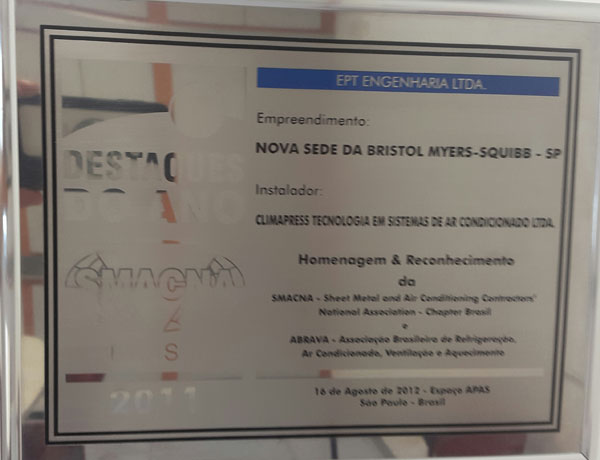 EPT ENGENHARIA LTDA.
Empreendimento:
NOVA SEDE DA BRISTOL MYERS-SQUIBB - SP
Instalador:
CLIMAPRESS TECNOLOGIA EM SISTEMAS DE AR CONDICIONADO LTDA.
Homenagem & Reconhecimento
da
SMACNA - Sheet Metal and Air Conditioning Contractors'
National Association - Chapter Brasil
e
ABRAVA - Associação Brasileira de Refrigeração,
Ar Condicionado, Ventilação e Aquecimento
16 de Agosto de 2012 - Espaço APAS
São Paulo - Brasil
DESTAQUES
DO ANO
SMACNA
2011